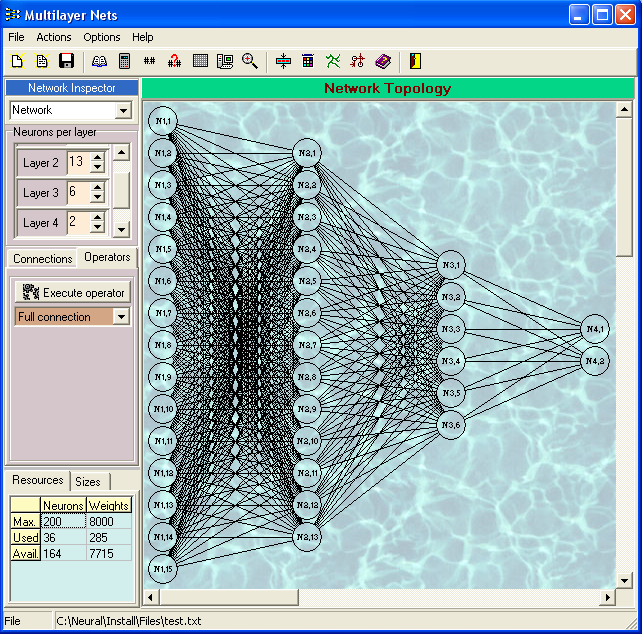 Multilayer Nets
File Actions Options Help
Network Inspector
Network Topology
Network
Neurons per layer
Layer 2 13
Layer 3 6
Layer 4 2
Connections Operators
Execute operator
Full connection
Resources Sizes
Neurons Weights
Max. 200 8000
Used 36 285
Avail. 164 7715
N1,1
N1,2
N1,3
N1,4
N1,5
N1,6
N1,7
N1,8
N1,9
N1,10
N1,11
N1,12
N1,13
N1,14
N1,15
N2,1
N2,2
N2,3
N2,4
N2,5
N2,6
N2,7
N2,8
N2,9
N2,10
N2,11
N2,12
N2,13
N3,1
N3,2
N3,3
N3,4
N3,5
N3,6
N4,1
N4,2
File C:\Neural\Install\Files\test.txt